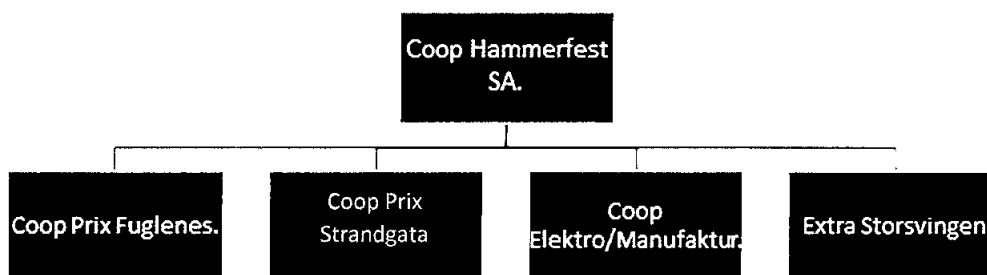 Coop Hammerfest
SA.
Coop Prix Fuglenes.
Coop Prix
Strandgata
Coop
Elektro/Manufaktur.
Extra Storsvingen